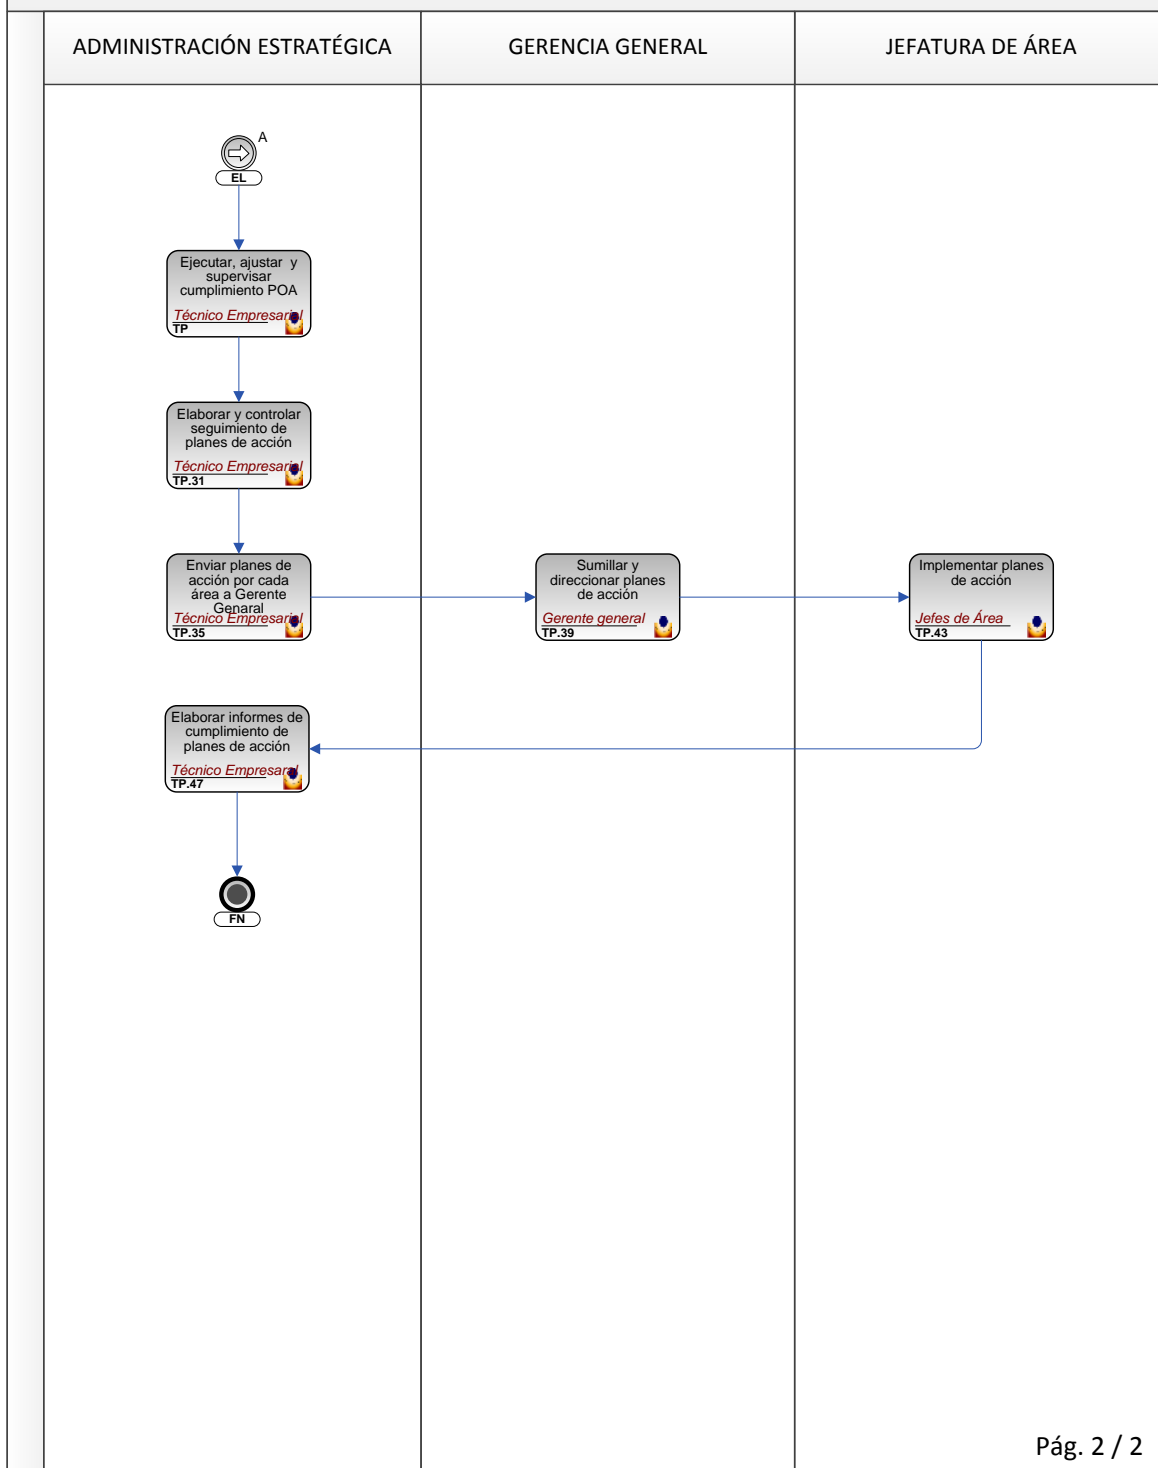 ADMINISTRACIÓN ESTRATÉGICA
GERENCIA GENERAL
JEFATURA DE ÁREA
A
EL
Ejecutar, ajustar y
supervisar
cumplimiento POA
Técnico Empresarial
TP
Elaborar y controlar
seguimiento de
planes de acción
Técnico Empresarial
TP.31
Enviar planes de
acción por cada
área a Gerente
Genaral
Técnico Empresarial
TP.35
Sumillar y
direccionar planes
de acción
Gerente general
TP.39
Implementar planes
de acción
Jefes de Área
TP.43
Elaborar informes de
cumplimiento de
planes de acción
Técnico Empresaral
TP.47
FN
Pág. 2 / 2